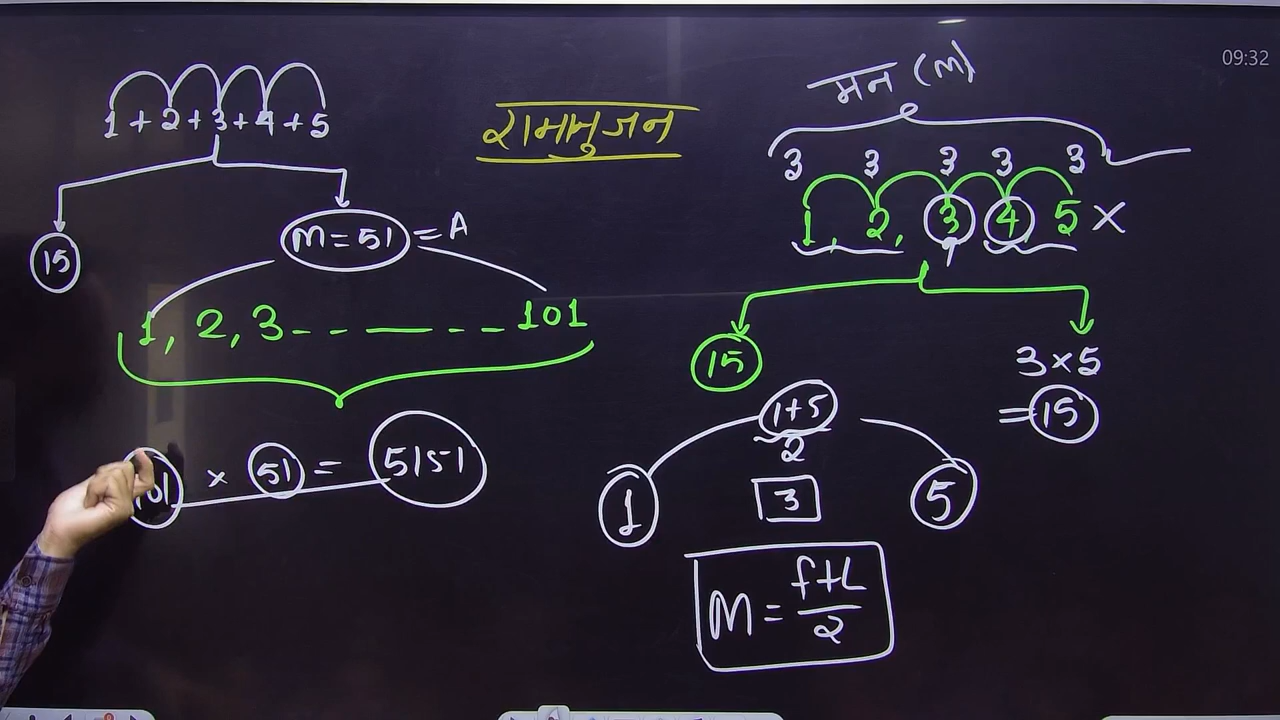 09:32
1 + 2 + 3 + 4 + 5
15
m = 51 = A
1, 2, 3 - - — - - 101
101 × 51 = 5151
रामानुजन
मन (m)
3 3 3 3 3
1, 2, 3 4 5 ×
15
3 × 5
= 15
1+5
2
1 3 5
M = f+L
2